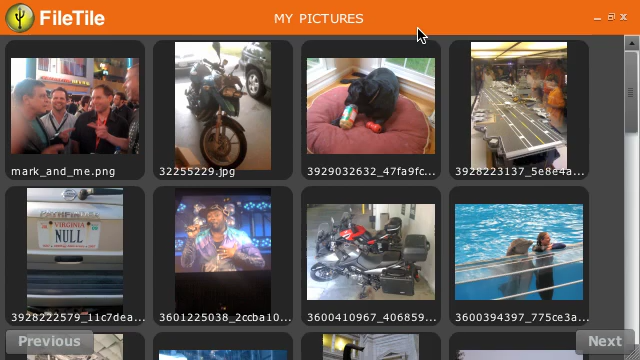 FileTile
MY PICTURES
mark_and_me.png
32255229.jpg
3929032632_47fa9fc...
3928223137_5e8e4a...
VIRGINIA
NULL
3928222579_11c7dea...
3601225038_2ccba10...
3600410967_406859...
3600394397_775ce3a...
Previous
Next